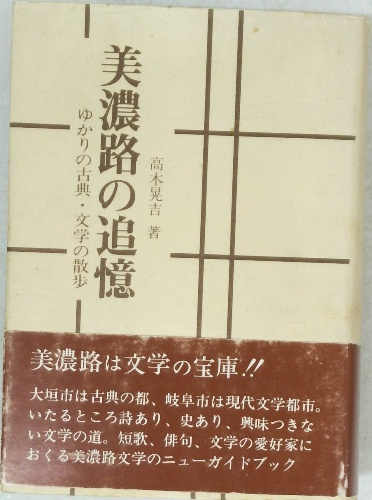 美濃路の追憶
ゆかりの古典・文学の散歩
高木晃吉 著
美濃路は文学の宝庫!!
大垣市は古典の都、岐阜市は現代文学都市。
いたるところ詩あり、史あり、興味つきな
い文学の道。短歌、俳句、文学の愛好家に
おくる美濃路文学のニューガイドブック